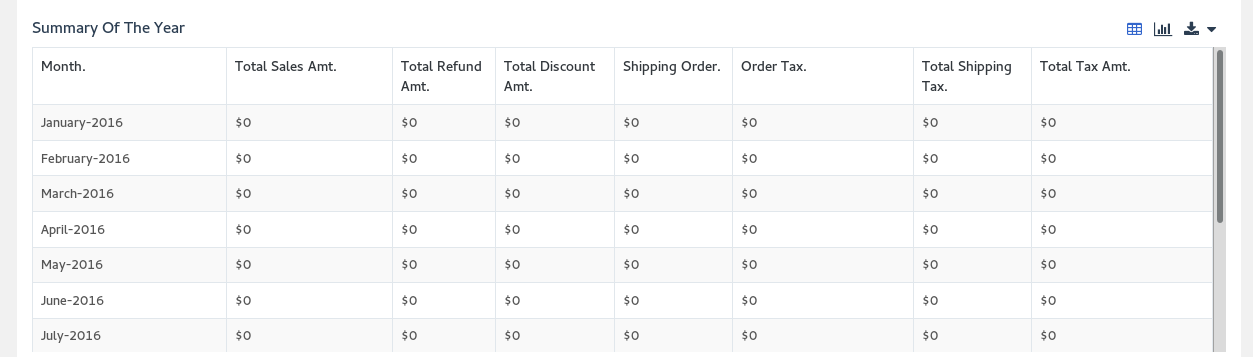 Summary Of The Year
Month. Total Sales Amt. Total Refund Amt. Total Discount Amt. Shipping Order. Order Tax. Total Shipping Tax. Total Tax Amt.
January-2016 $0 $0 $0 $0 $0 $0 $0
February-2016 $0 $0 $0 $0 $0 $0 $0
March-2016 $0 $0 $0 $0 $0 $0 $0
April-2016 $0 $0 $0 $0 $0 $0 $0
May-2016 $0 $0 $0 $0 $0 $0 $0
June-2016 $0 $0 $0 $0 $0 $0 $0
July-2016 $0 $0 $0 $0 $0 $0 $0